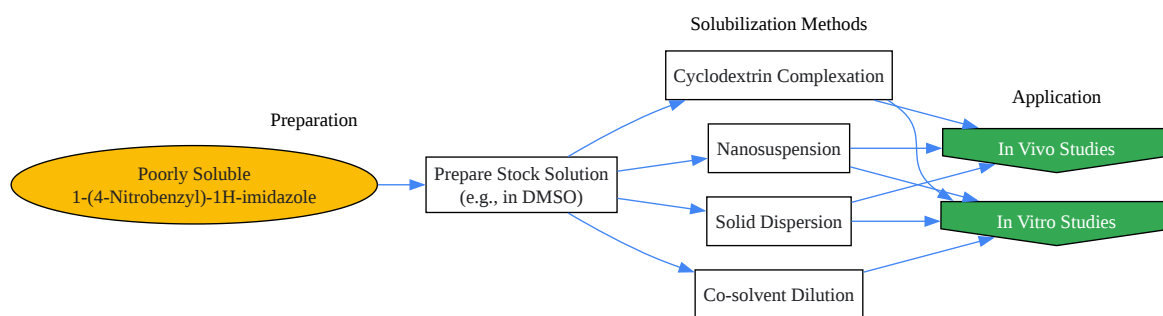 Solubilization Methods
Cyclodextrin Complexation
Application
Preparation
In Vivo Studies
Nanosuspension
Poorly Soluble
1-(4-Nitrobenzyl)-1H-imidazole
Prepare Stock Solution
(e.g., in DMSO)
Solid Dispersion
In Vitro Studies
Co-solvent Dilution